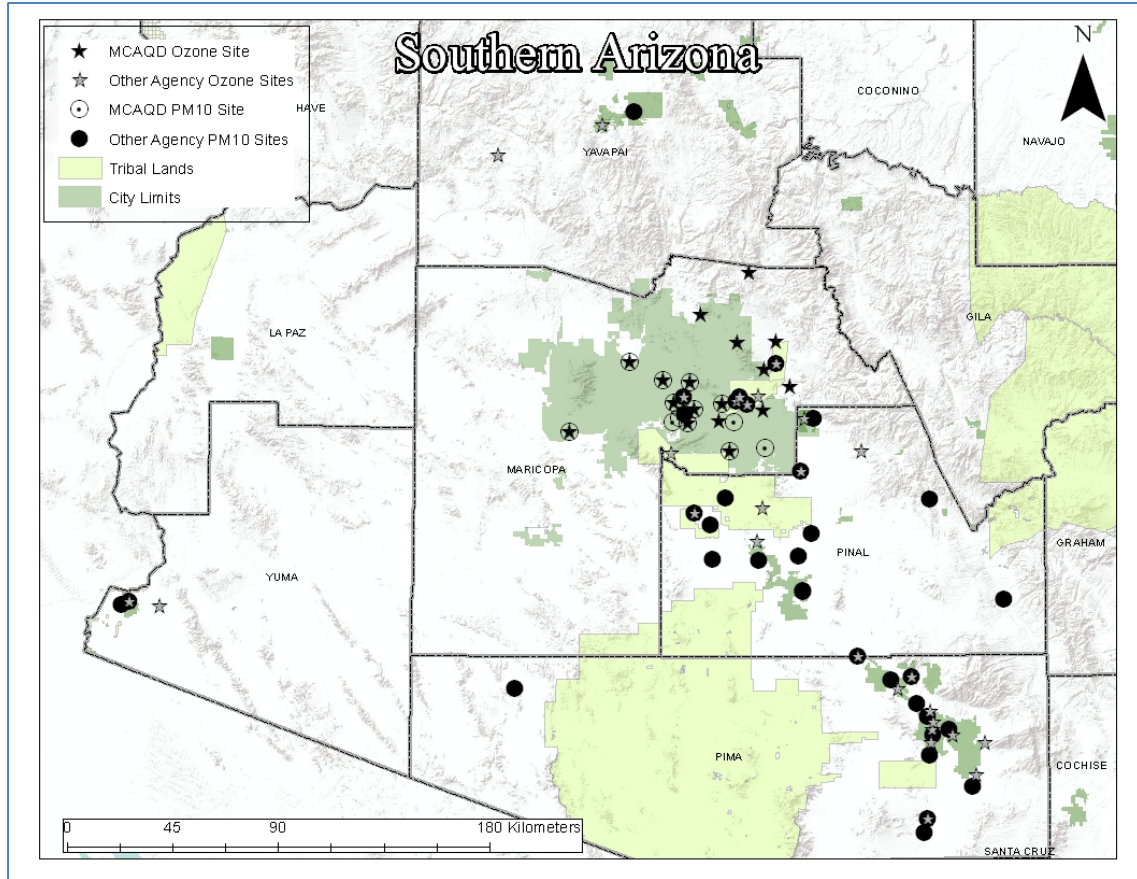 Southern Arizona
N
MCAQD Ozone Site
Other Agency Ozone Sites
MCAQD PM10 Site
Other Agency PM10 Sites
Tribal Lands
City Limits
HAVE
COCONINO
NAVAJO
YAVAPAI
LA PAZ
GILA
MARICOPA
GRAHAM
PINAL
YUMA
PIMA
COCHISE
SANTA CRUZ
0 45 90 180 Kilometers